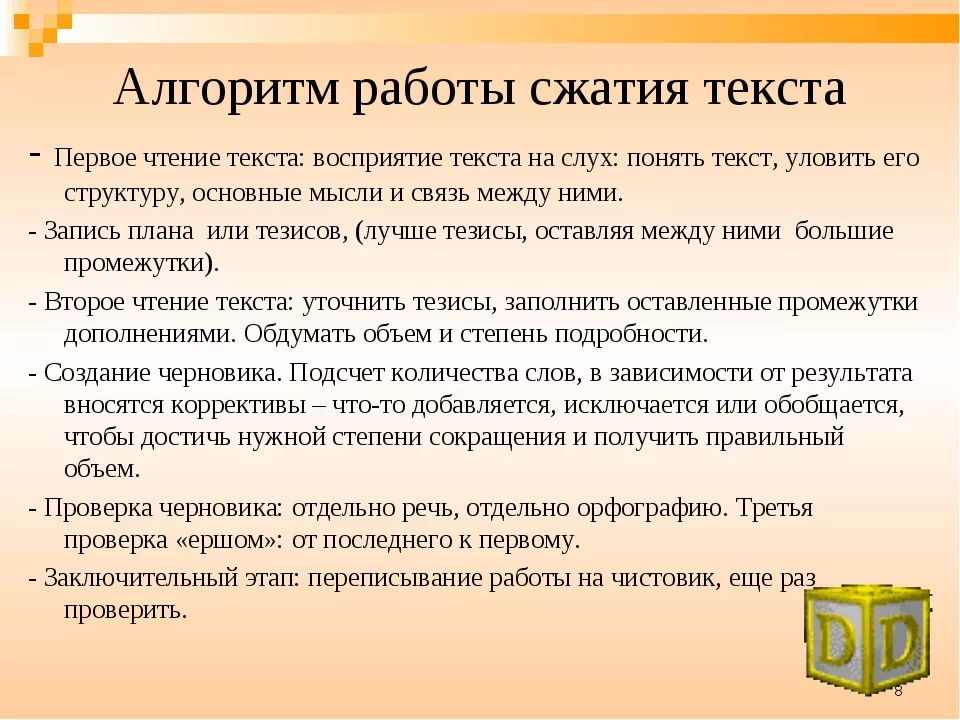 Алгоритм работы сжатия текста
- Первое чтение текста: восприятие текста на слух: понять текст, уловить его
структуру, основные мысли и связь между ними.
- Запись плана  или тезисов, (лучше тезисы, оставляя между ними  большие
промежутки).
- Второе чтение текста: уточнить тезисы, заполнить оставленные промежутки
дополнениями. Обдумать объем и степень подробности.
- Создание черновика. Подсчет количества слов, в зависимости от результата
вносятся коррективы – что-то добавляется, исключается или обобщается,
чтобы достичь нужной степени сокращения и получить правильный
объем.
- Проверка черновика: отдельно речь, отдельно орфографию. Третья
проверка «ершом»: от последнего к первому.
- Заключительный этап: переписывание работы на чистовик, еще раз
проверить.
D D
8